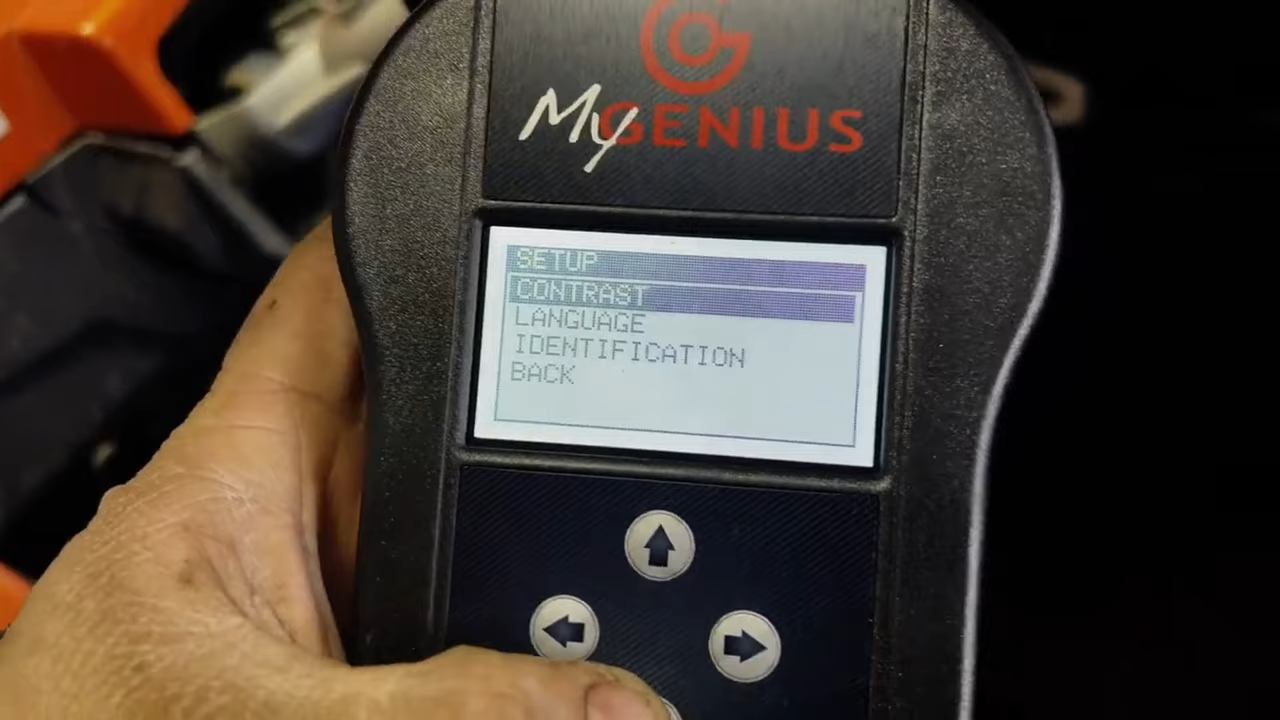 MyGENIUS
SETUP
CONTRAST
LANGUAGE
IDENTIFICATION
BACK